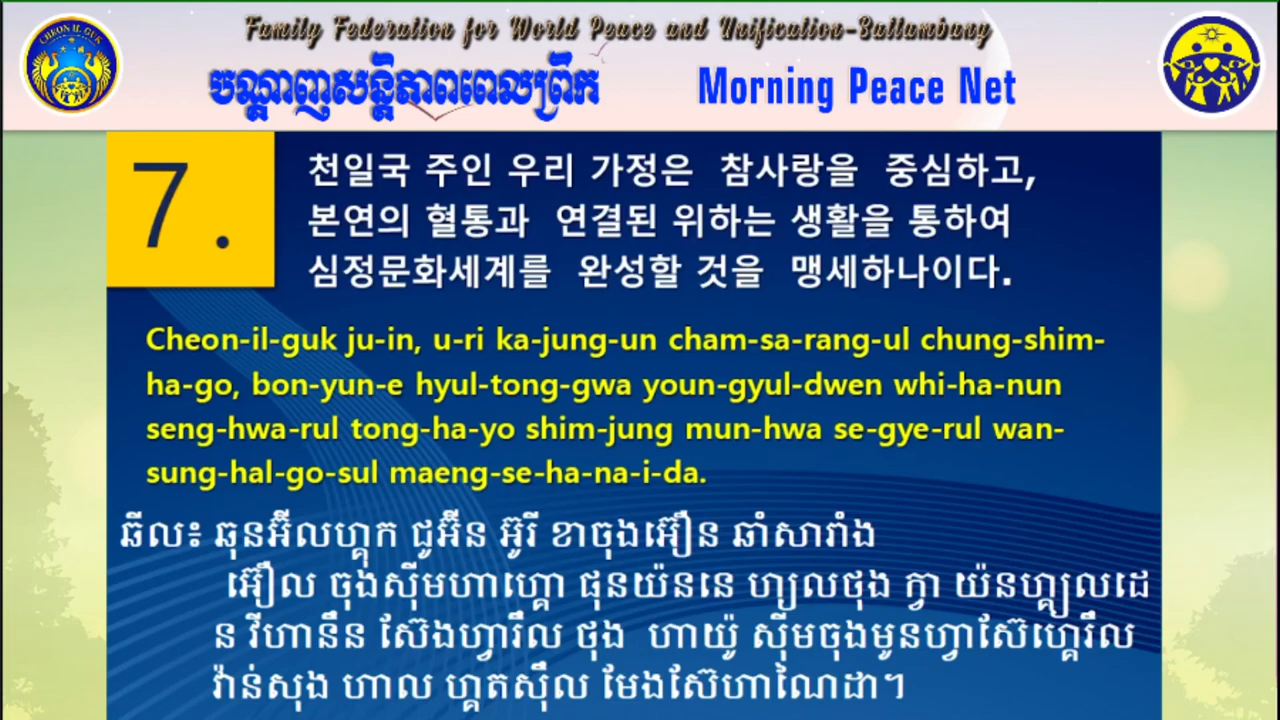 Family Federation for World Peace and Unification-Battambang
បណ្តាញសន្តិភាពពេលព្រឹក Morning Peace Net
CHEON IL GUK
7.
천일국 주인 우리 가정은 참사랑을 중심하고,
본연의 혈통과 연결된 위하는 생활을 통하여
심정문화세계를 완성할 것을 맹세하나이다.
Cheon-il-guk ju-in, u-ri ka-jung-un cham-sa-rang-ul chung-shim-
ha-go, bon-yun-e hyul-tong-gwa youn-gyul-dwen whi-ha-nun
seng-hwa-rul tong-ha-yo shim-jung mun-hwa se-gye-rul wan-
sung-hal-go-sul maeng-se-ha-na-i-da.
ឆីល៖ ឆុនអ៊ីលហ្គុក ជូអ៊ីន អ៊ូរី ខាចុងអ៊ឿន ឆាំសារ៉ាំង
អ៊ឿល ចុងស៊ីមហាហ្គោ ផុនយ៉ននេ ហ្យលថុង ក្វា យ៉នហ្គ្យលដេ
ន វីហានឺន ស៊ែងហ្វារឹល ថុង ហាយ៉ូ ស៊ីមចុងមូនហ្វាស៊ែហ្គេរឹល
វ៉ាន់សុង ហាល ហ្គតស៊ឹល មែងស៊ែហាណៃដា។